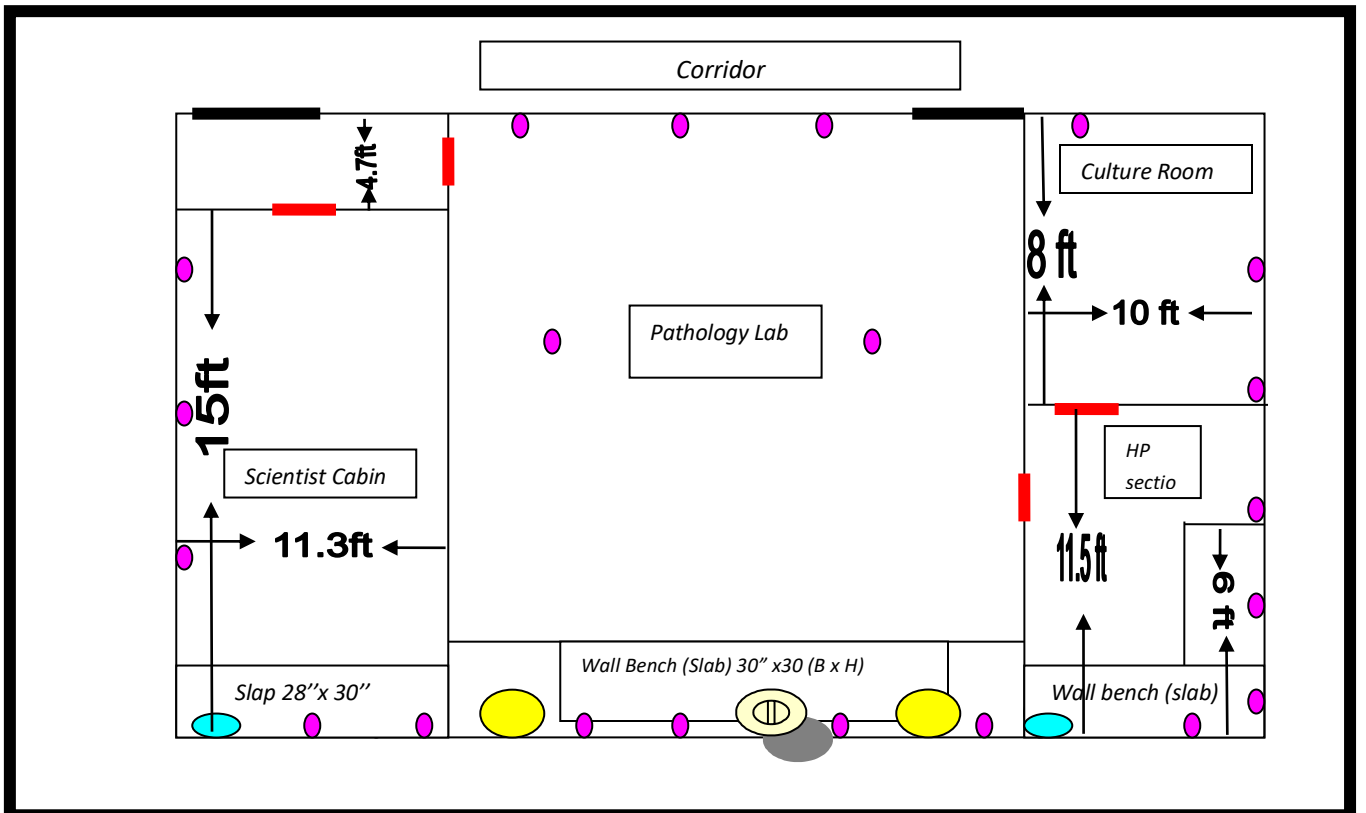 Corridor
4.7ft
Culture Room
8 ft
10 ft
Pathology Lab
15ft
Scientist Cabin
HP
sectio
11.3ft
11.5 ft
6 ft
Wall Bench (Slab) 30” x30 (B x H)
Slap 28’’x 30’’
Wall bench (slab)